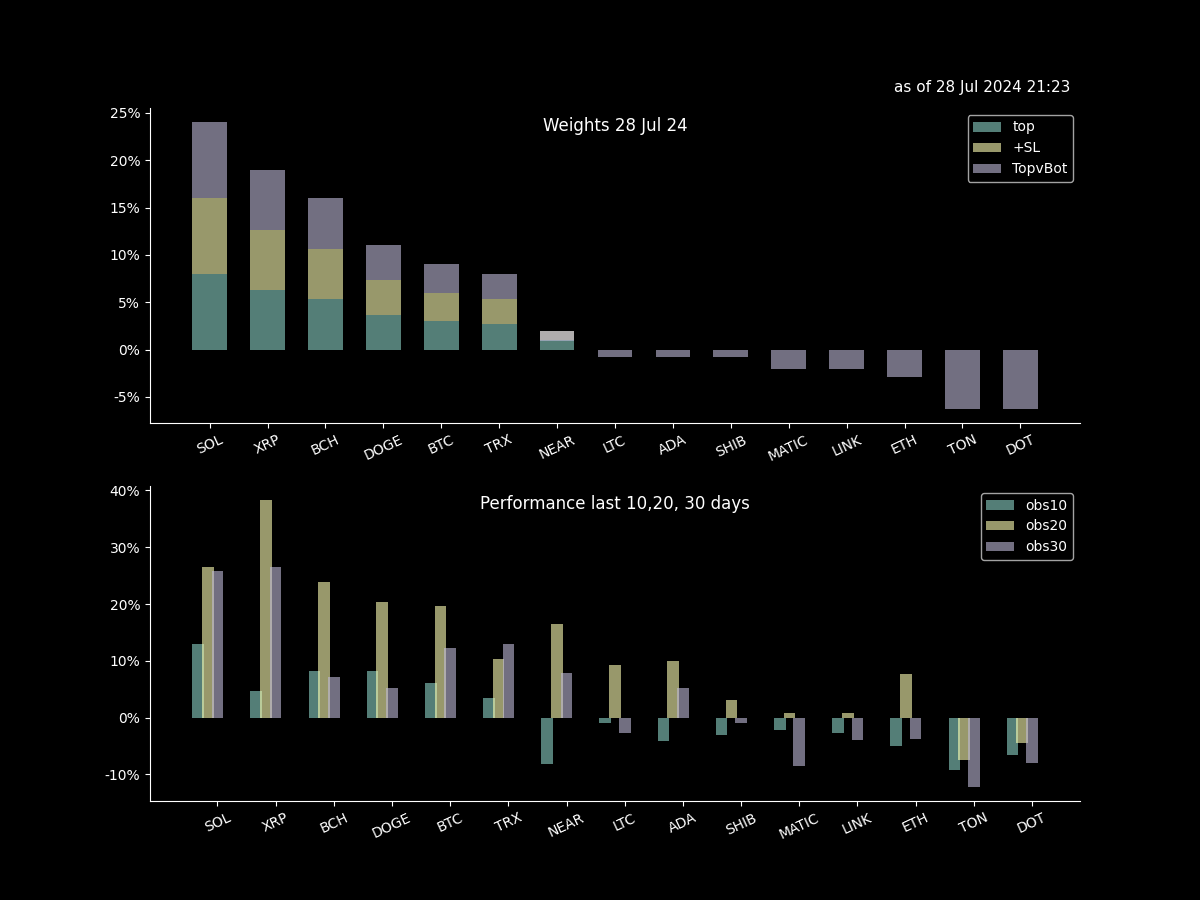 as of 28 Jul 2024 21:23
Weights 28 Jul 24
top
+SL
TopvBot
25%
20%
15%
10%
5%
0%
-5%
SOL XRP BCH DOGE BTC TRX NEAR LTC ADA SHIB MATIC LINK ETH TON DOT
Performance last 10,20, 30 days
obs10
obs20
obs30
40%
30%
20%
10%
0%
-10%
SOL XRP BCH DOGE BTC TRX NEAR LTC ADA SHIB MATIC LINK ETH TON DOT